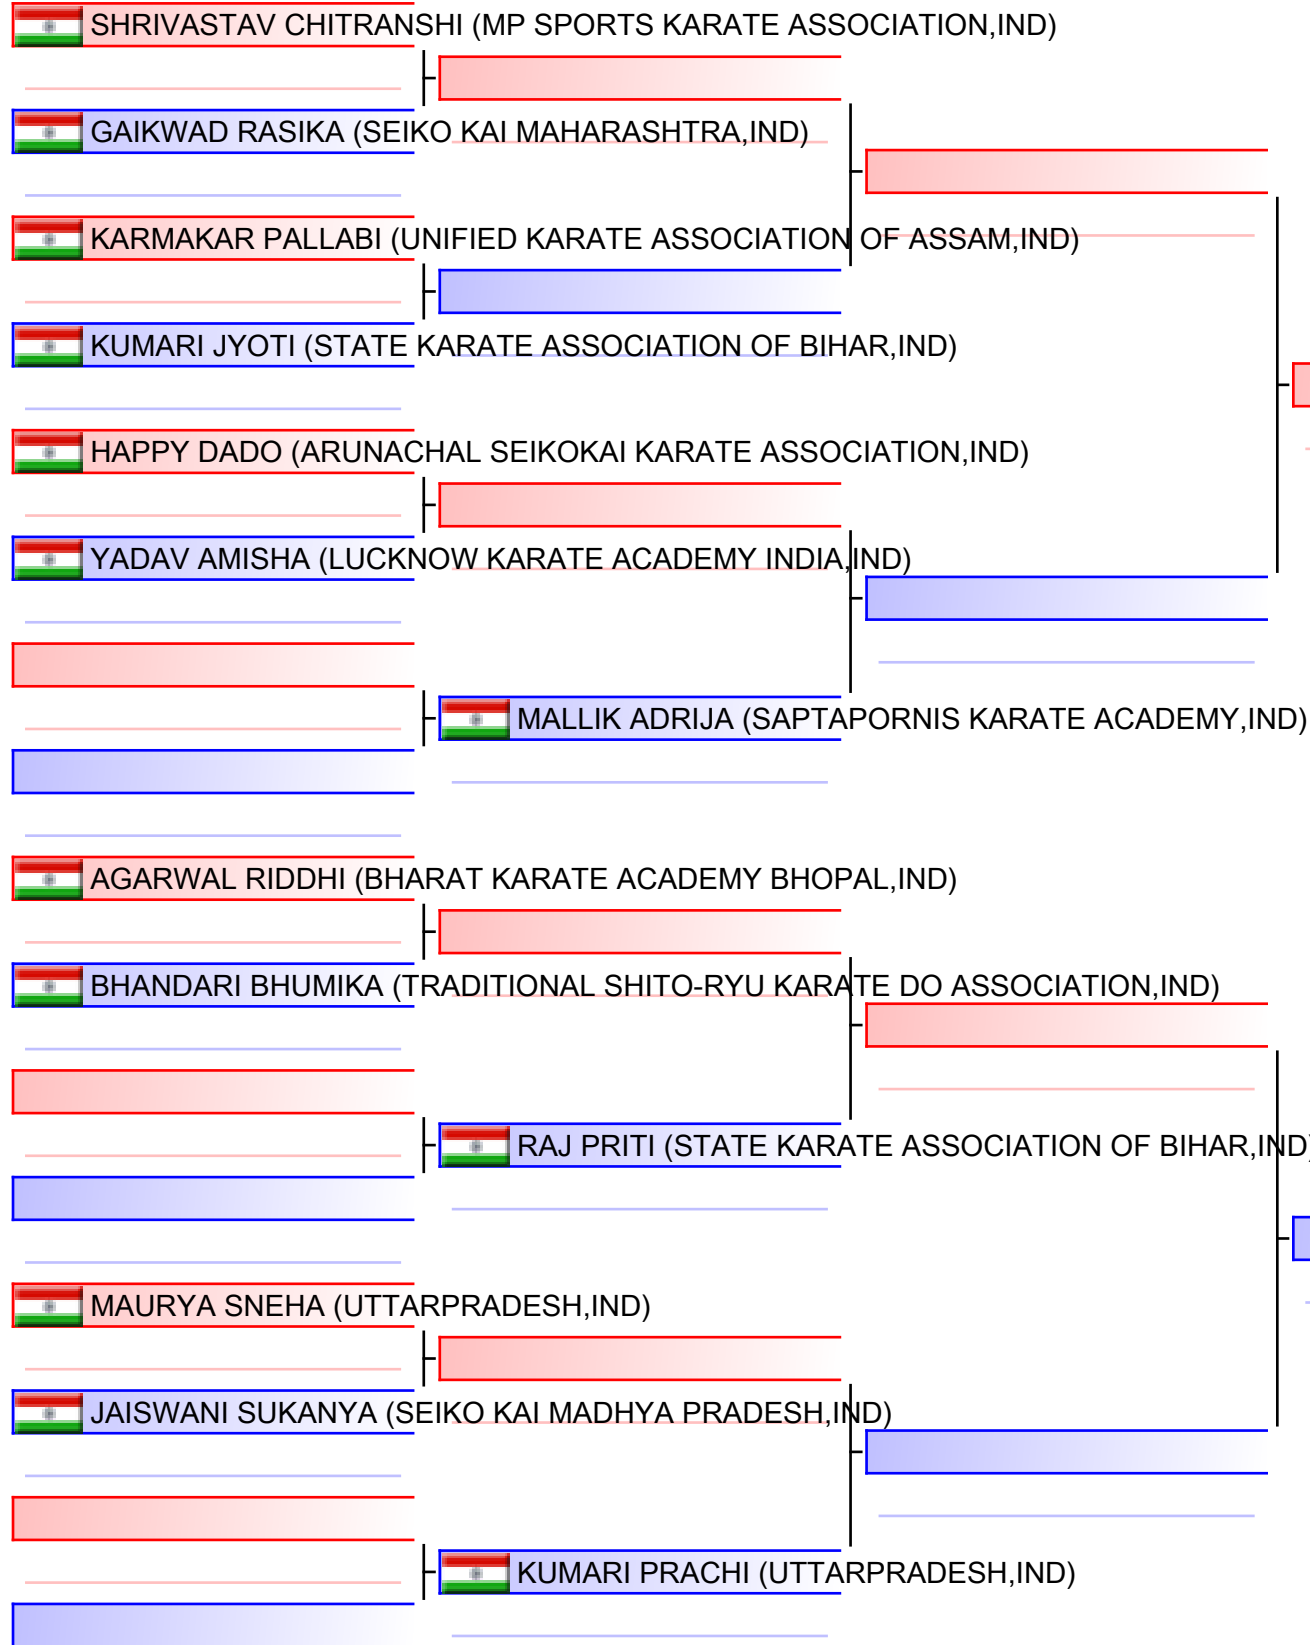 SHRIVASTAV CHITRANSHI (MP SPORTS KARATE ASSOCIATION,IND)
GAIKWAD RASIKA (SEIKO KAI MAHARASHTRA,IND)
KARMAKAR PALLABI (UNIFIED KARATE ASSOCIATION OF ASSAM,IND)
KUMARI JYOTI (STATE KARATE ASSOCIATION OF BIHAR,IND)
HAPPY DADO (ARUNACHAL SEIKOKAI KARATE ASSOCIATION,IND)
YADAV AMISHA (LUCKNOW KARATE ACADEMY INDIA,IND)
MALLIK ADRIJA (SAPTAPORNIS KARATE ACADEMY,IND)
AGARWAL RIDDHI (BHARAT KARATE ACADEMY BHOPAL,IND)
BHANDARI BHUMIKA (TRADITIONAL SHITO-RYU KARATE DO ASSOCIATION,IND)
RAJ PRITI (STATE KARATE ASSOCIATION OF BIHAR,IND)
MAURYA SNEHA (UTTARPRADESH,IND)
JAISWANI SUKANYA (SEIKO KAI MADHYA PRADESH,IND)
KUMARI PRACHI (UTTARPRADESH,IND)